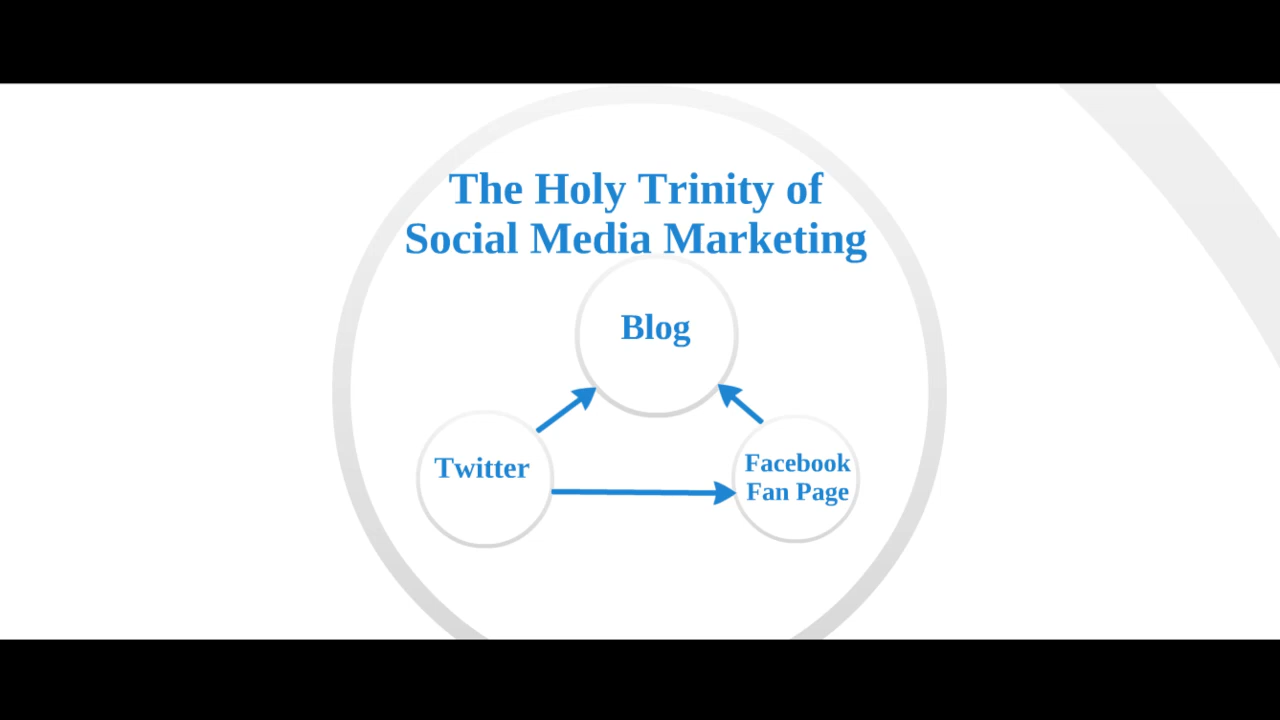 The Holy Trinity of
Social Media Marketing
Blog
Twitter
Facebook
Fan Page